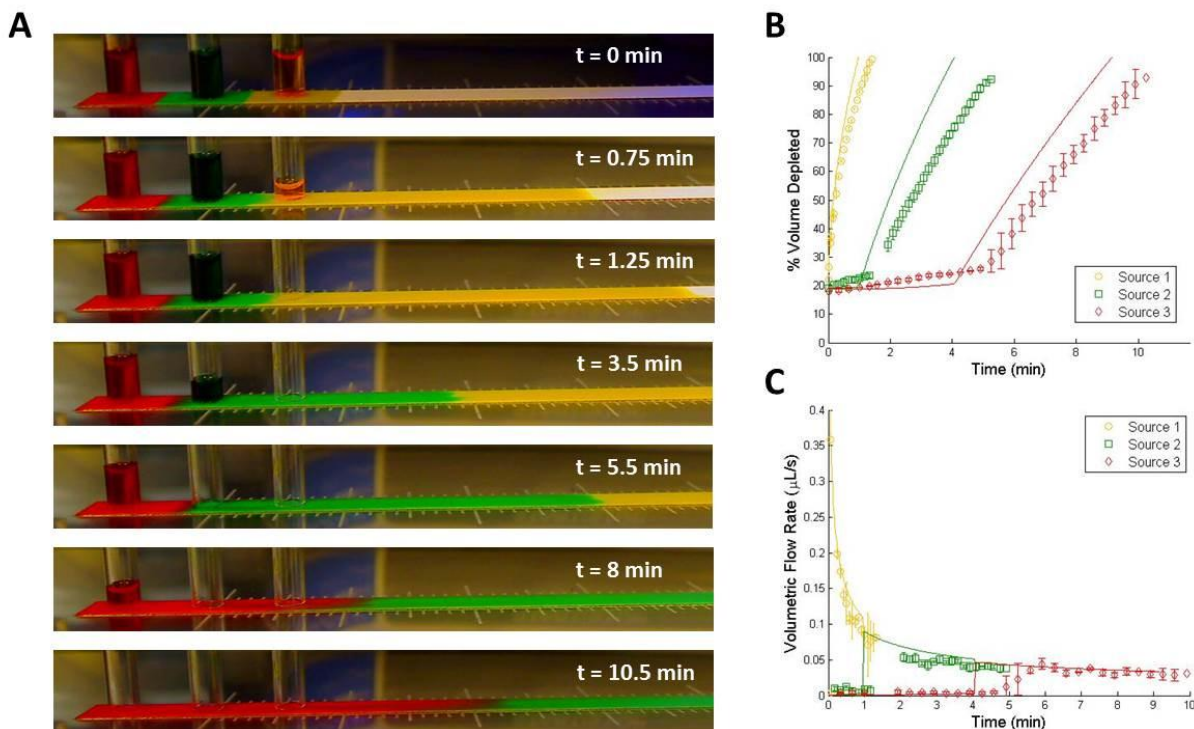 A
t = 0 min
t = 0.75 min
t = 1.25 min
t = 3.5 min
t = 5.5 min
t = 8 min
t = 10.5 min
B
% Volume Depleted
100
90
80
70
60
50
40
30
20
10
0
0 2 4 6 8 10
Time (min)
Source 1
Source 2
Source 3
C
Volumetric Flow Rate (µL/s)
0.4
0.35
0.3
0.25
0.2
0.15
0.1
0.05
0
0 1 2 3 4 5 6 7 8 9 10
Time (min)
Source 1
Source 2
Source 3